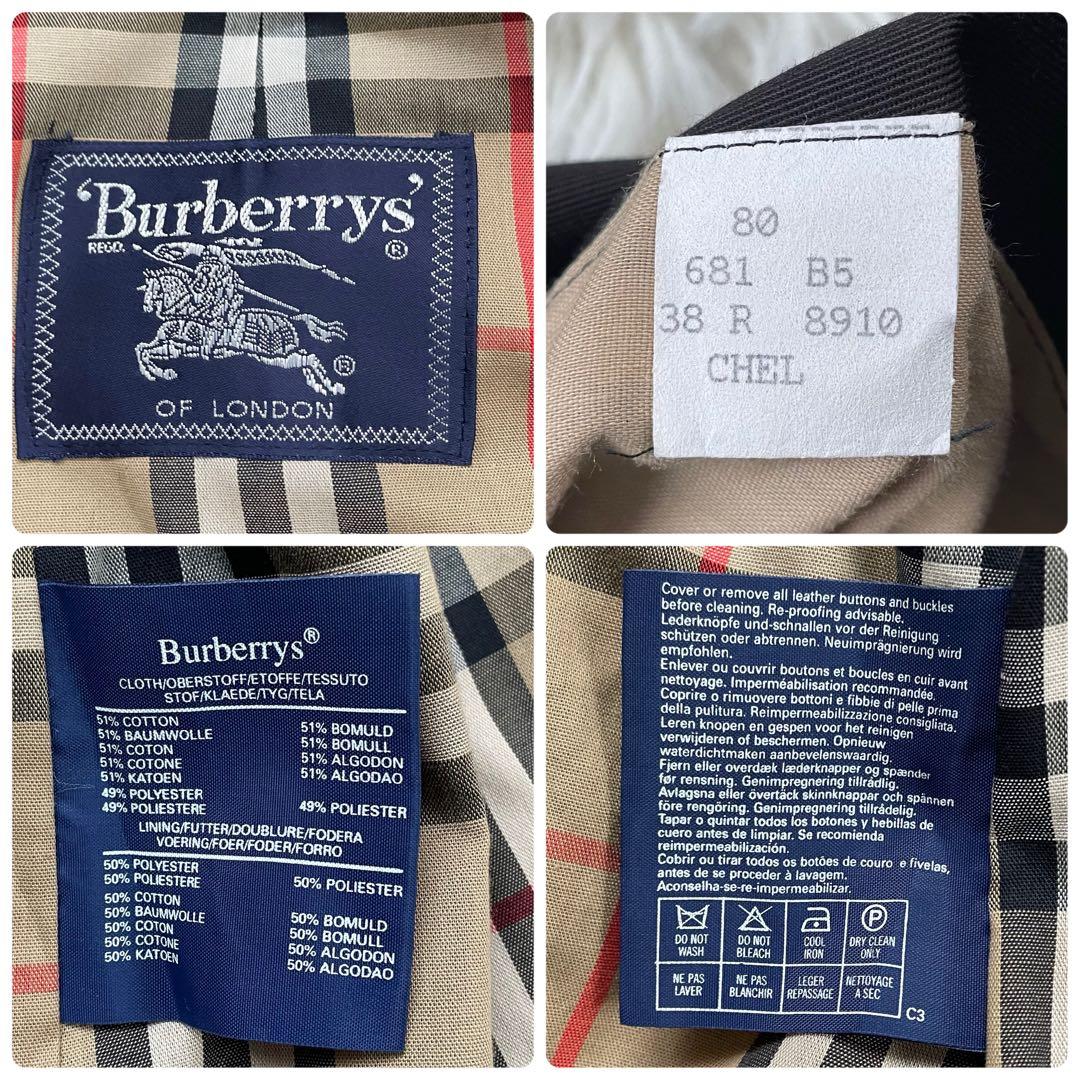 'Burberrys'
REGD. ®
®
OF LONDON
80
681 B5
38 R 8910
CHEL
Burberrys®
CLOTH/OBERSTOFF/ETOFFE/TESSUTO
STOF/KLAEDE/TYG/TELA
51% COTTON
51% BAUMWOLLE 51% BOMULD
51% COTON 51% BOMULL
51% COTONE 51% ALGODON
51% KATOEN 51% ALGODAO
49% POLYESTER
49% POLIESTERE 49% POLIESTER
LINING/FUTTER/DOUBLURE/FODERA
VOERING/FOER/FODER/FORRO
50% POLYESTER
50% POLIESTERE 50% POLIESTER
50% COTTON
50% BAUMWOLLE 50% BOMULD
50% COTON 50% BOMULL
50% COTONE 50% ALGODON
50% KATOEN 50% ALGODAO
Cover or remove all leather buttons and buckles
before cleaning. Re-proofing advisable.
Lederknöpfe und-schnallen vor der Reinigung
schützen oder abtrennen. Neuimprägnierung wird
empfohlen.
Enlever ou couvrir boutons et boucles en cuir avant
nettoyage. Imperméabilisation recommandée.
Coprire o rimuovere bottoni e fibbie di pelle prima
della pulitura. Reimpermeabilizzazione consigliata.
Leren knopen en gespen voor het reinigen
verwijderen of beschermen. Opnieuw
waterdichtmaken aanbevelenswaardig.
Fjern eller overdæk læderknapper og spænder
før rensning. Genimpregning tillrådlig.
Avlagsna eller övertäck skinnknappar och spännen
före rengöring. Genimpregnering tillrådelig.
Tapar o quintar todos los botones y hebillas de
cuero antes de limpiar. Se recomienda
reimpermeabilización.
Cobrir ou tirar todos os botões de couro e fivelas,
antes de se proceder à lavagem.
Aconselha-se-re-impermeabilizar.
P
DO NOT WASH DO NOT BLEACH COOL IRON DRY CLEAN ONLY
NE PAS LAVER NE PAS BLANCHIR LEGER REPASSAGE NETTOYAGE A SEC
C3